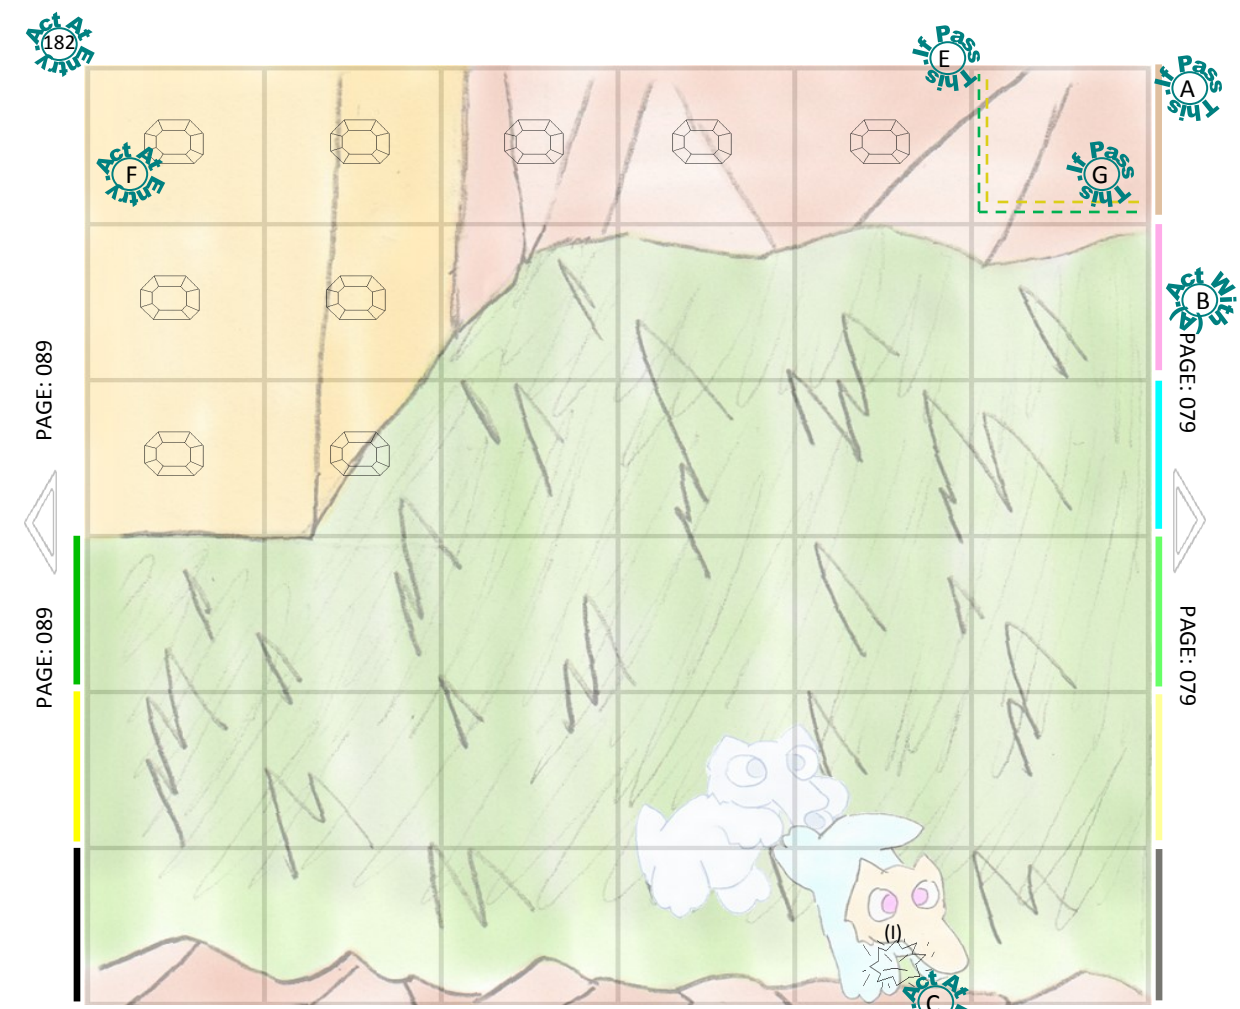 .Act At Entry.
182
.If Pass This.
E
.If Pass This.
A
.Act At Entry.
F
.If Pass This.
G
.Act With (A)
B
PAGE: 089
PAGE: 079
PAGE: 089
PAGE: 079
(I)
.Act At
C